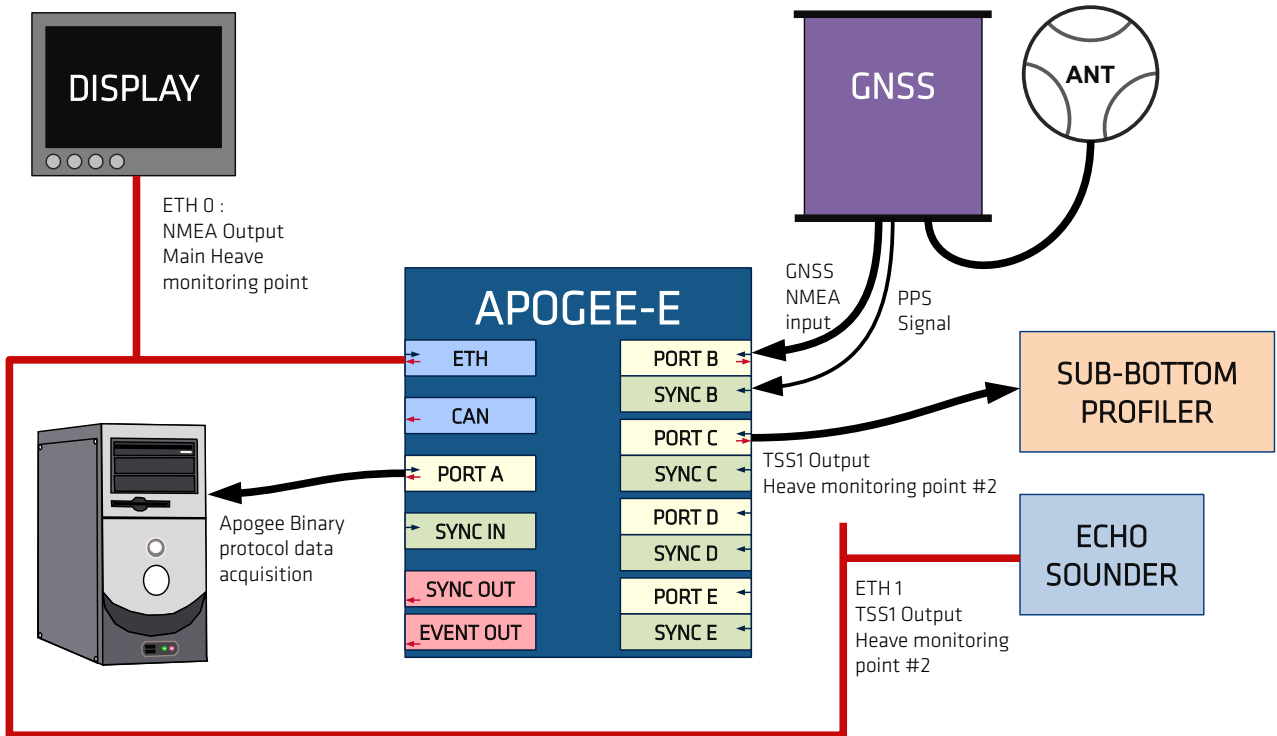 DISPLAY
GNSS
ANT
ETH 0 :
NMEA Output
Main Heave
monitoring point
GNSS
NMEA
input
PPS
Signal
APOGEE-E
ETH
CAN
PORT A
SYNC IN
SYNC OUT
EVENT OUT
PORT B
SYNC B
PORT C
SYNC C
PORT D
SYNC D
PORT E
SYNC E
SUB-BOTTOM
PROFILER
TSS1 Output
Heave monitoring point #2
Apogee Binary
protocol data
acquisition
ECHO
SOUNDER
ETH 1
TSS1 Output
Heave monitoring
point #2